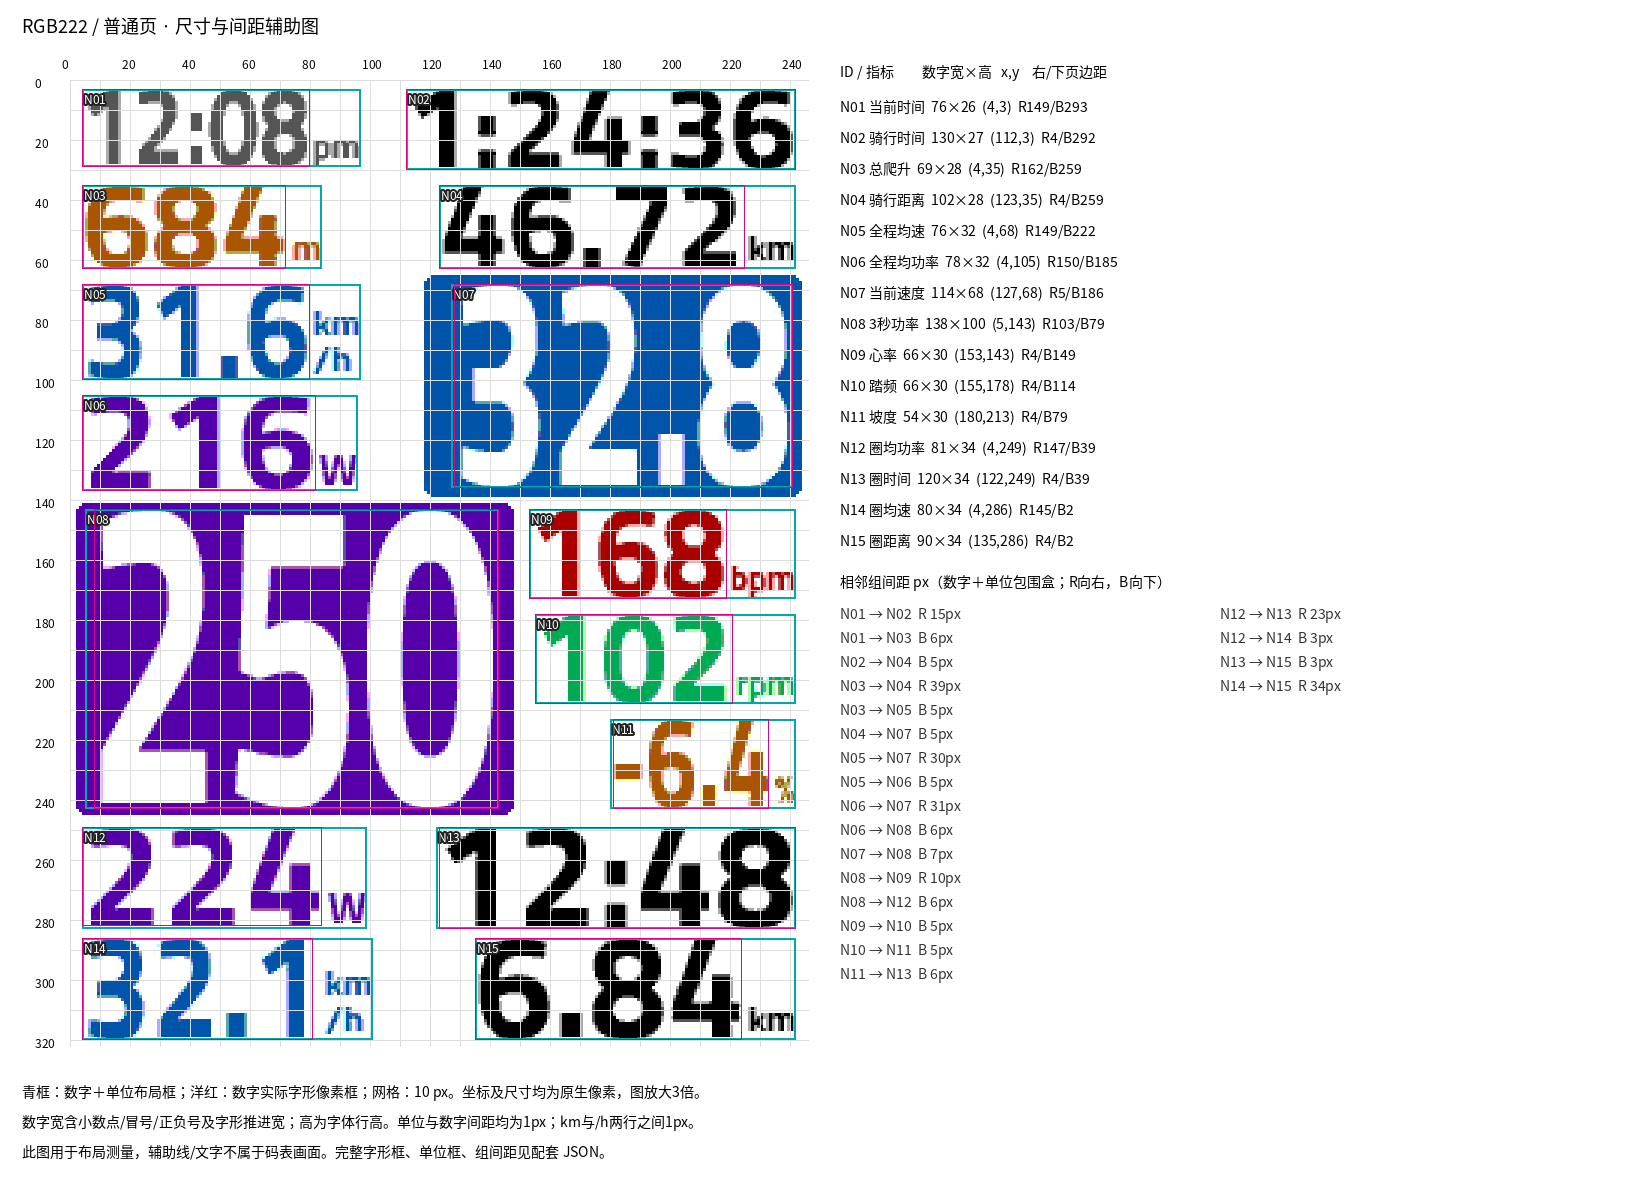 RGB222 / 普通页 · 尺寸与间距辅助图
0 20 40 60 80 100 120 140 160 180 200 220 240
0
20
40
60
80
100
120
140
160
180
200
220
240
260
280
300
320
N01 12:08 pm
N02 1:24:36
N03 684 m
N04 46.72 km
N05 31.6 km/h
N07 32.8
N06 216 W
N08 250
N09 168 bpm
N10 102 rpm
N11 -6.4 %
N12 224 W
N13 12:48
N14 32.1 km/h
N15 6.84 km
ID / 指标 数字宽×高 x,y 右/下页边距
N01 当前时间 76×26 (4,3) R149/B293
N02 骑行时间 130×27 (112,3) R4/B292
N03 总爬升 69×28 (4,35) R162/B259
N04 骑行距离 102×28 (123,35) R4/B259
N05 全程均速 76×32 (4,68) R149/B222
N06 全程均功率 78×32 (4,105) R150/B185
N07 当前速度 114×68 (127,68) R5/B186
N08 3秒功率 138×100 (5,143) R103/B79
N09 心率 66×30 (153,143) R4/B149
N10 踏频 66×30 (155,178) R4/B114
N11 坡度 54×30 (180,213) R4/B79
N12 圈均功率 81×34 (4,249) R147/B39
N13 圈时间 120×34 (122,249) R4/B39
N14 圈均速 80×34 (4,286) R145/B2
N15 圈距离 90×34 (135,286) R4/B2
相邻组间距 px（数字＋单位包围盒；R向右，B向下）
N01→N02 R 15px
N01→N03 B 6px
N02→N04 B 5px
N03→N04 R 39px
N03→N05 B 5px
N04→N07 B 5px
N05→N07 R 30px
N05→N06 B 5px
N06→N07 R 31px
N06→N08 B 6px
N07→N08 B 7px
N08→N09 R 10px
N08→N12 B 6px
N09→N10 B 5px
N10→N11 B 5px
N11→N13 B 6px
N12→N13 R 23px
N12→N14 B 3px
N13→N15 B 3px
N14→N15 R 34px
青框：数字＋单位布局框；洋红：数字实际字形像素框；网格：10 px。坐标及尺寸均为原生像素，图放大3倍。
数字宽含小数点/冒号/正负号及字形推进宽；高为字体行高。单位与数字间距均为1px；km与/h两行之间1px。
此图用于布局测量，辅助线/文字不属于码表画面。完整字形框、单位框、组间距见配套 JSON。